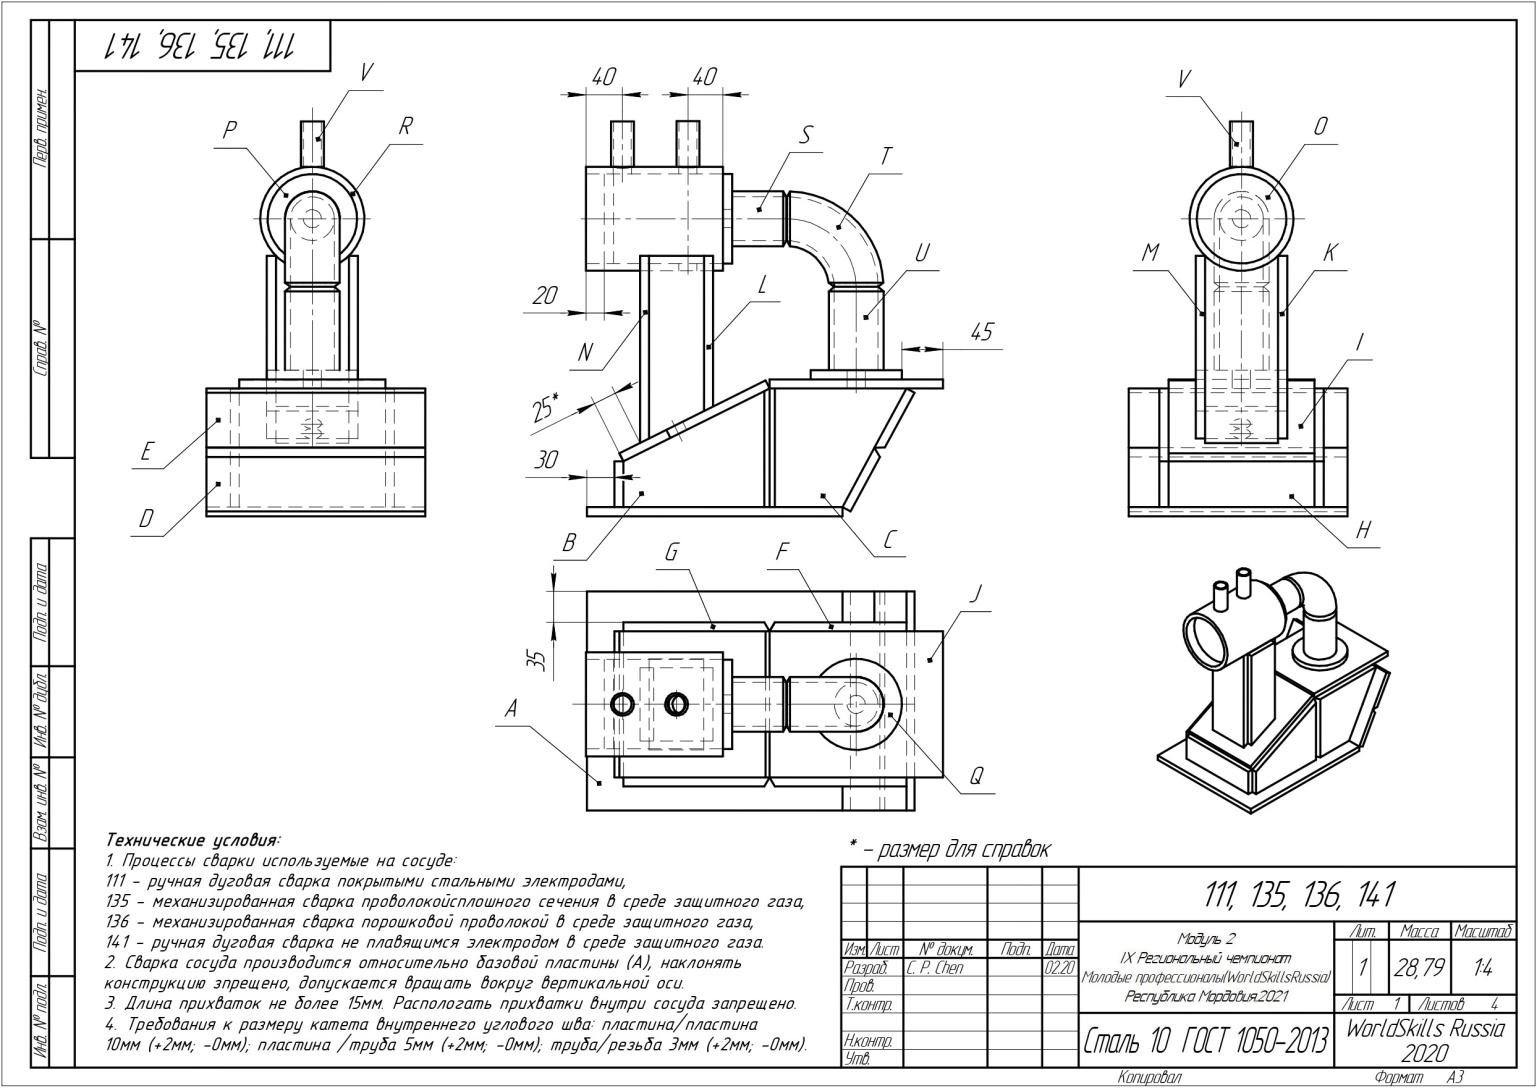 111, 135, 136, 141
Перв. примен.
Справ. №
Подп. и дата
Инв. № дубл.
Взам. инв. №
Подп. и дата
Инв. № подл.
V
P
R
E
D
40
40
S
T
U
20
L
N
45
25*
30
B
C
V
O
M
K
I
H
G
F
J
35
A
Q
Технические условия:
1. Процессы сварки используемые на сосуде:
111 - ручная дуговая сварка покрытыми стальными электродами,
135 - механизированная сварка проволокойсплошного сечения в среде защитного газа,
136 - механизированная сварка порошковой проволокой в среде защитного газа,
141 - ручная дуговая сварка не плавящимся электродом в среде защитного газа.
2. Сварка сосуда производится относительно базовой пластины (А), наклонять
конструкцию зпрещено, допускается вращать вокруг вертикальной оси.
3. Длина прихваток не более 15мм. Распологать прихватки внутри сосуда запрещено.
4. Требования к размеру катета внутреннего углового шва: пластина/пластина
10мм (+2мм; -0мм); пластина /труба 5мм (+2мм; -0мм); труба/резьба 3мм (+2мм; -0мм).
* - размер для справок
111, 135, 136, 141
Изм. Лист № докум. Подп. Дата
Разраб. C. P. Chen 02.20
Пров.
Т.контр.
Н.контр.
Утв.
Модуль 2
IX Региональный чемпионат
Молодые профессионалы(WorldSkillsRussia)
Республика Мордовия.2021
Лит. Масса Масштаб
1 28,79 1:4
Лист 1 Листов 4
Сталь 10 ГОСТ 1050-2013
WorldSkills Russia
2020
Копировал Формат А3